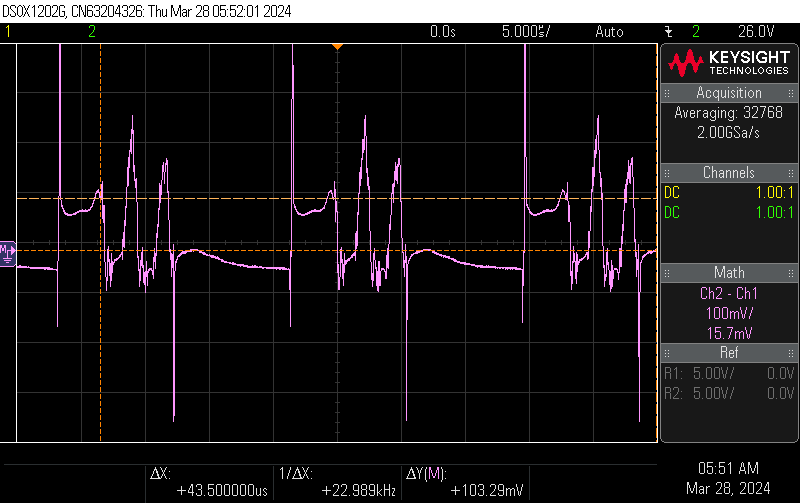 DSOX1202G, CN63204326: Thu Mar 28 05:52:01 2024
1 2 0.0s 5.000µs/ Auto 2 26.0V
KEYSIGHT
TECHNOLOGIES
Acquisition
Averaging: 32768
2.00GSa/s
Channels
DC 1.00:1
DC 1.00:1
M
Math
Ch2 - Ch1
100mV/
15.7mV
Ref
R1: 5.00V/ 0.0V
R2: 5.00V/ 0.0V
ΔX: 1/ΔX: ΔY(M):
+43.500000us +22.989kHz +103.29mV
05:51 AM
Mar 28, 2024